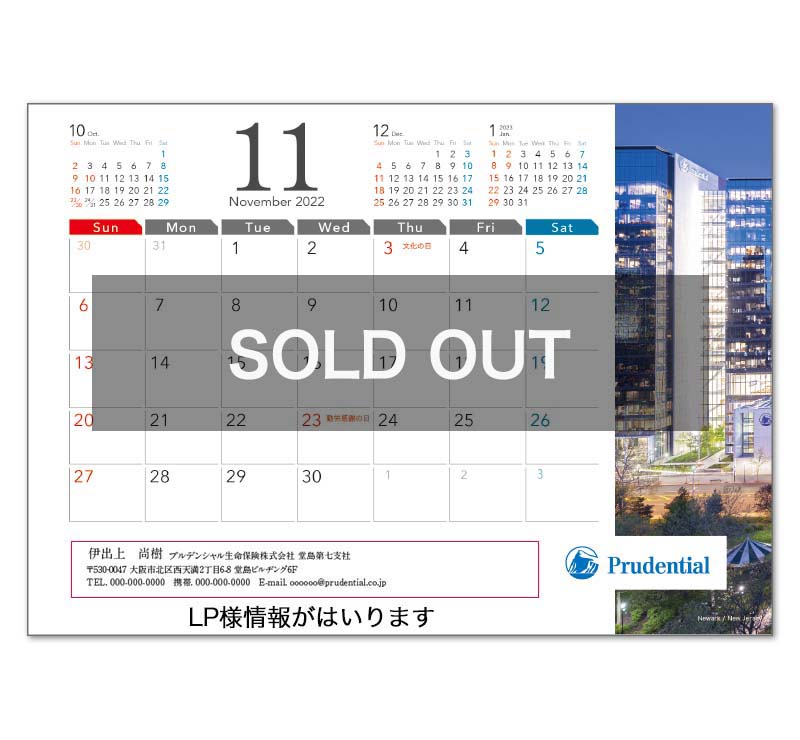 10 Oct.
Sun Mon Tue Wed Thu Fri Sat
1
2 3 4 5 6 7 8
9 10 11 12 13 14 15
16 17 18 19 20 21 22
23/30 24/31 25 26 27 28 29
11
November 2022
12 Dec.
Sun Mon Tue Wed Thu Fri Sat
1 2 3
4 5 6 7 8 9 10
11 12 13 14 15 16 17
18 19 20 21 22 23 24
25 26 27 28 29 30 31
1 2023 Jan.
Sun Mon Tue Wed Thu Fri Sat
1 2 3 4 5 6 7
8 9 10 11 12 13 14
15 16 17 18 19 20 21
22 23 24 25 26 27 28
29 30 31
Sun Mon Tue Wed Thu Fri Sat
30 31 1 2 3 文化の日 4 5
6 7 8 9 10 11 12
13 14 15 16 17 18 19
SOLD OUT
20 21 22 23 勤労感謝の日 24 25 26
27 28 29 30 1 2 3
伊出上 尚樹 プルデンシャル生命保険株式会社 堂島第七支社
〒530-0047 大阪市北区西天満2丁目6-8 堂島ビルヂング6F
TEL. 000-000-0000 携帯. 000-000-0000 E-mail. oooooo@prudential.co.jp
LP様情報がはいります
Prudential
Prudential
Newark / New Jersey